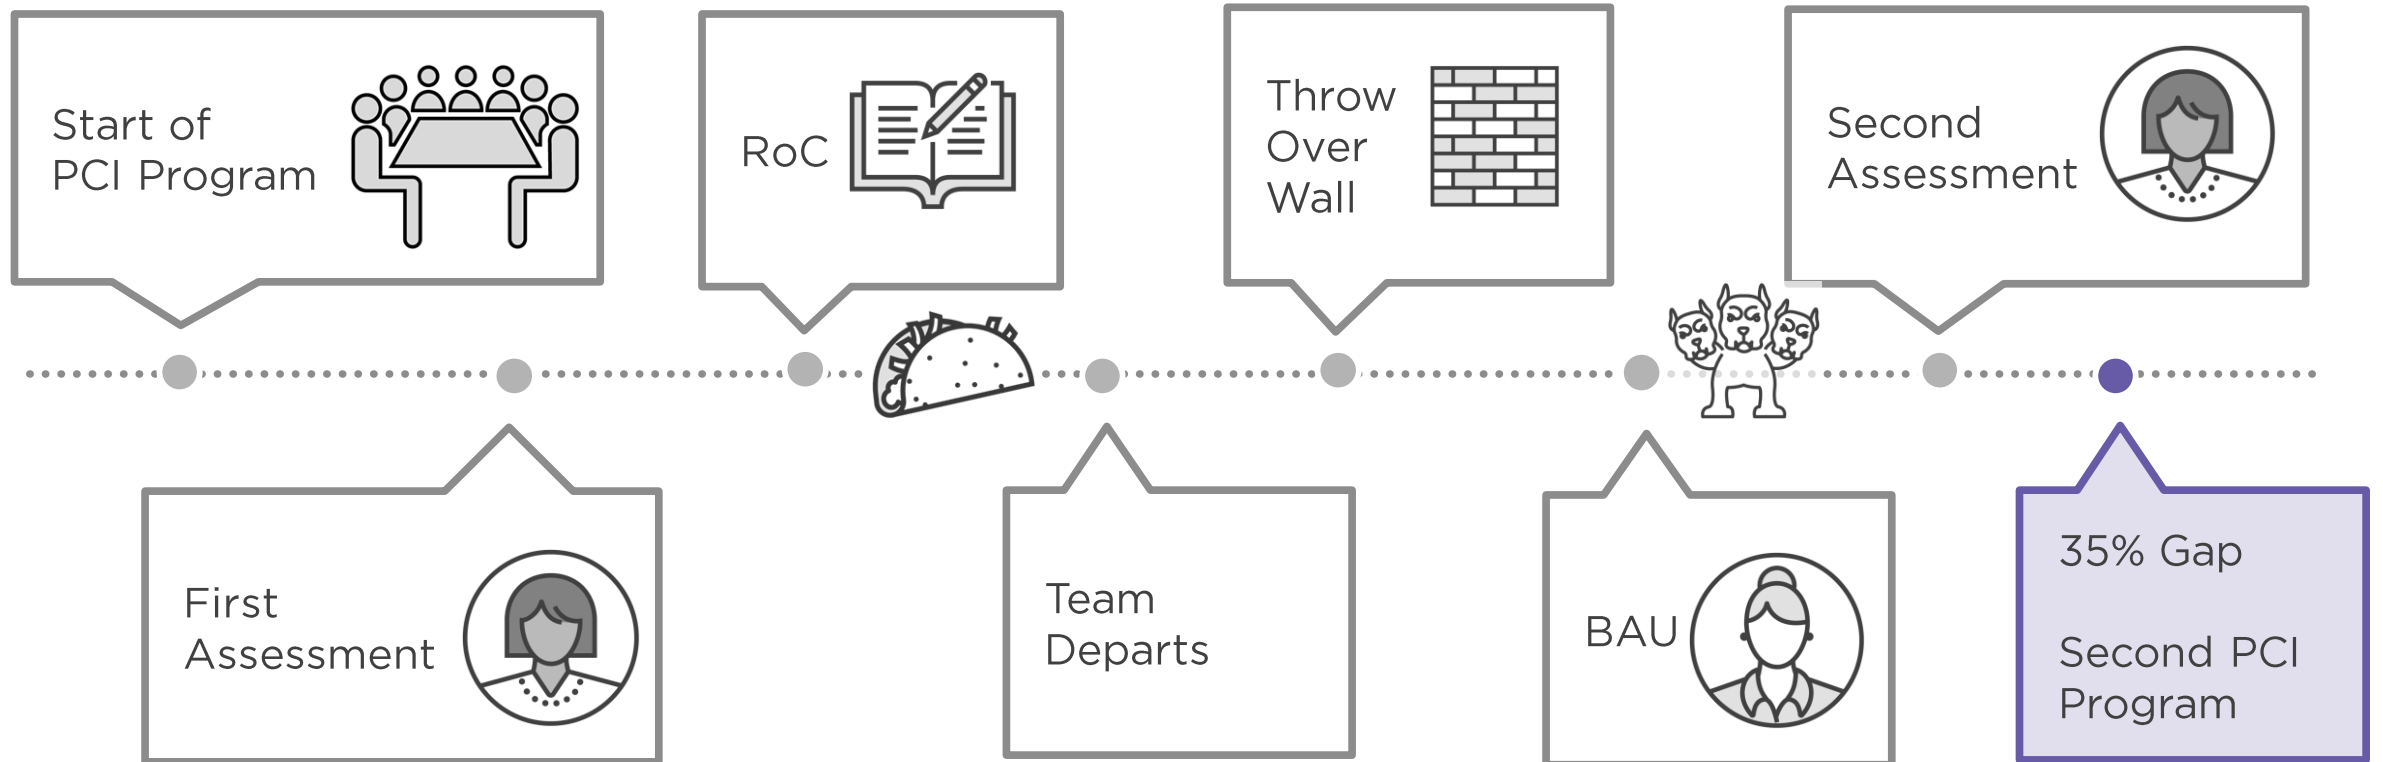 Start of
PCI Program
First
Assessment
RoC
Team
Departs
Throw
Over
Wall
BAU
Second
Assessment
35% Gap
Second PCI
Program